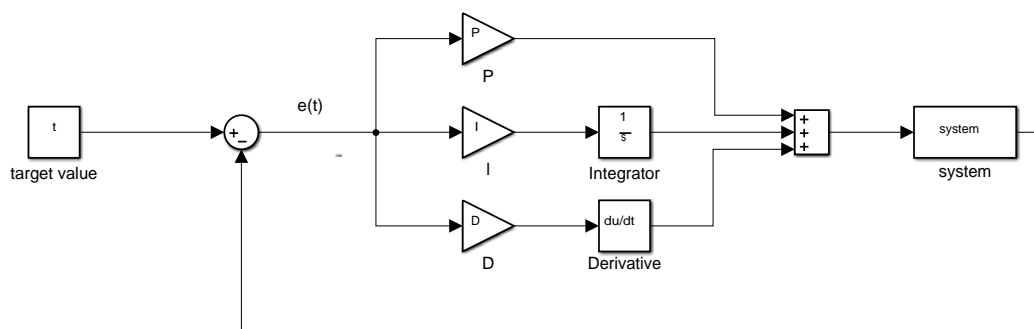 P
P
e(t)
t
target value
+
−
I
I
1
s
Integrator
+
+
+
system
system
D
D
du/dt
Derivative